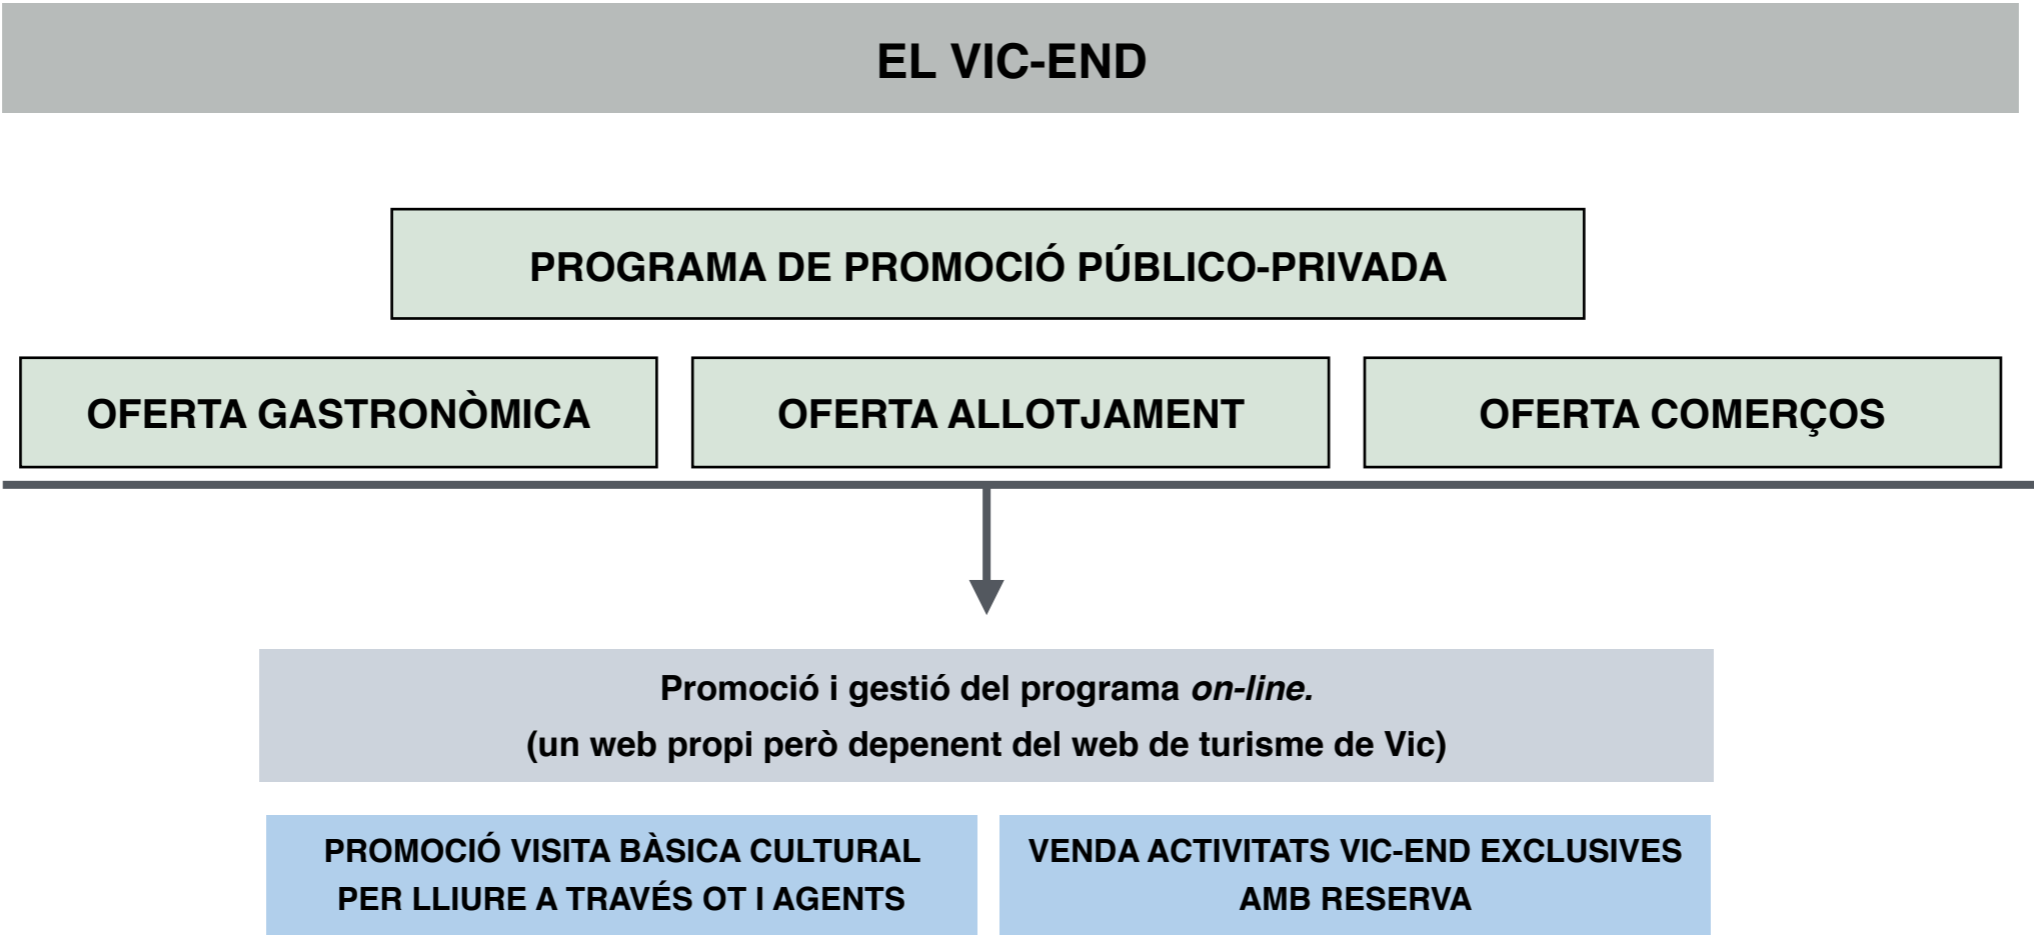 EL VIC-END
PROGRAMA DE PROMOCIÓ PÚBLICO-PRIVADA
OFERTA GASTRONÒMICA
OFERTA ALLOTJAMENT
OFERTA COMERÇOS
Promoció i gestió del programa on-line.
(un web propi però depenent del web de turisme de Vic)
PROMOCIÓ VISITA BÀSICA CULTURAL
PER LLIURE A TRAVÉS OT I AGENTS
VENDA ACTIVITATS VIC-END EXCLUSIVES
AMB RESERVA